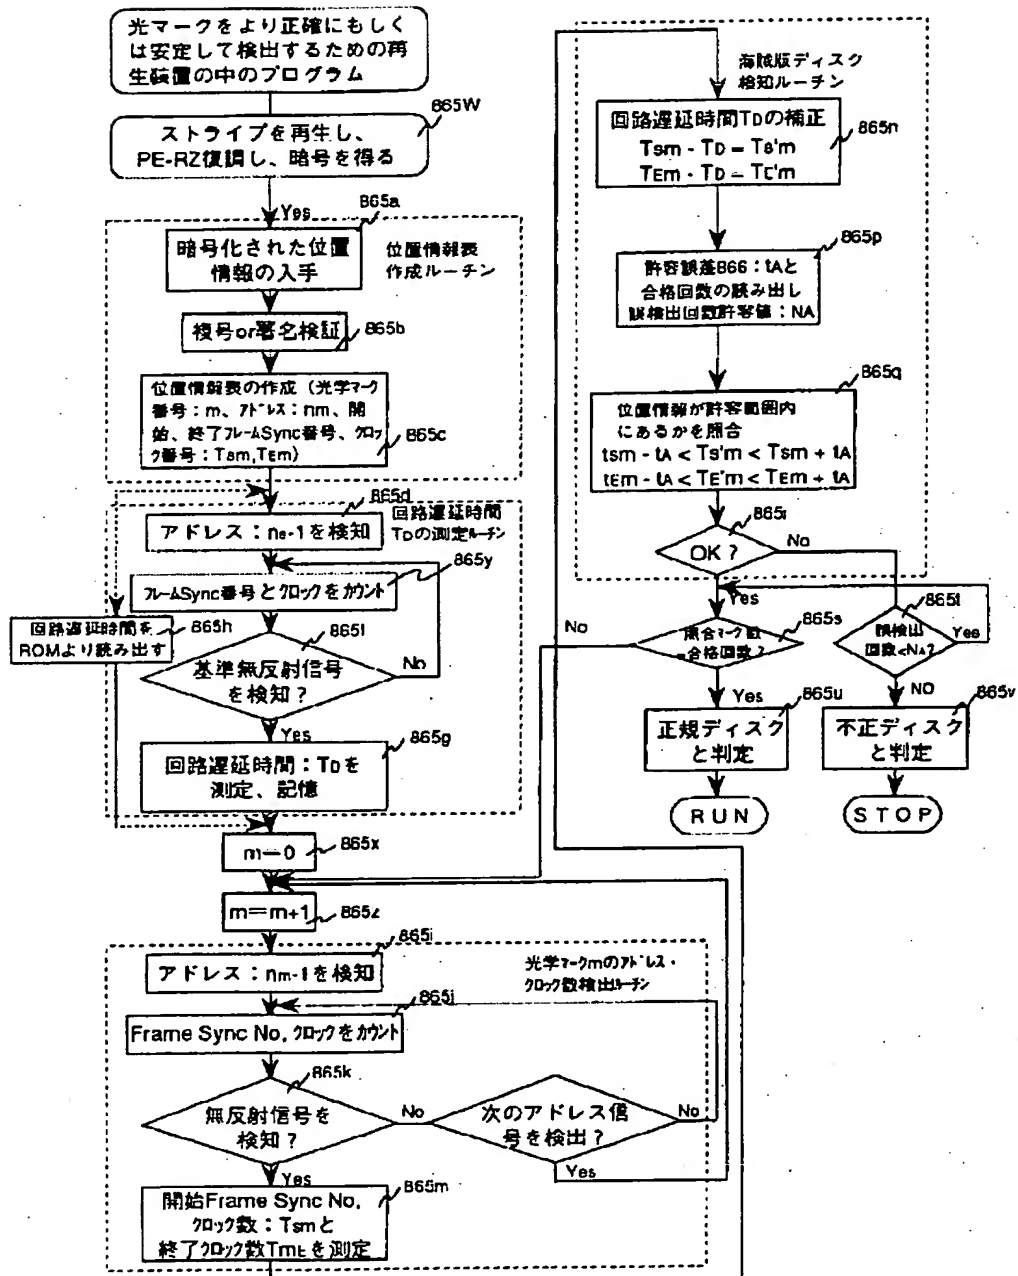 光マークをより正確にもしく
は安定して検出するための再
生装置の中のプログラム
865W
ストライプを再生し、
PE-RZ復調し、暗号を得る
Yes
865a
暗号化された位置
情報の入手
位置情報表
作成ルーチン
複号or署名検証
865b
位置情報表の作成（光学マーク
番号：m、アドレス：nm、開
始、終了フレームSync番号、クロッ
ク番号：Tsm,TEm）
865c
865d
アドレス：ns-1を検知
回路遅延時間
TDの測定ルーチン
865y
フレームSync番号とクロックをカウント
回路遅延時間を
ROMより読み出す
865h
865l
基準無反射信号
を検知？
No
Yes
865g
回路遅延時間：TDを
測定、記憶
m=0
865x
m=m+1
865z
865i
アドレス：nm-1を検知
光学マークmのアドレス・
クロック数検出ルーチン
865j
Frame Sync No, クロックをカウント
865k
無反射信号を
検知？
No
次のアドレス信
号を検出？
No
Yes
Yes
865m
開始Frame Sync No,
クロック数：Tsmと
終了クロック数TmEを測定
海賊版ディスク
検知ルーチン
回路遅延時間TDの補正
Tsm - TD = Ts'm
TEm - TD = TE'm
865n
865p
許容誤差866：tAと
合格回数の読み出し
誤検出回数許容値：NA
865q
位置情報が許容範囲内
にあるかを照合
tsm - tA < Ts'm < Tsm + tA
tEm - tA < TE'm < TEm + tA
865r
OK？
No
Yes
No
照合マーク数
=合格回数？
865s
865t
誤検出
回数<NA？
Yes
Yes
NO
865u
正規ディスク
と判定
865v
不正ディスク
と判定
RUN
STOP